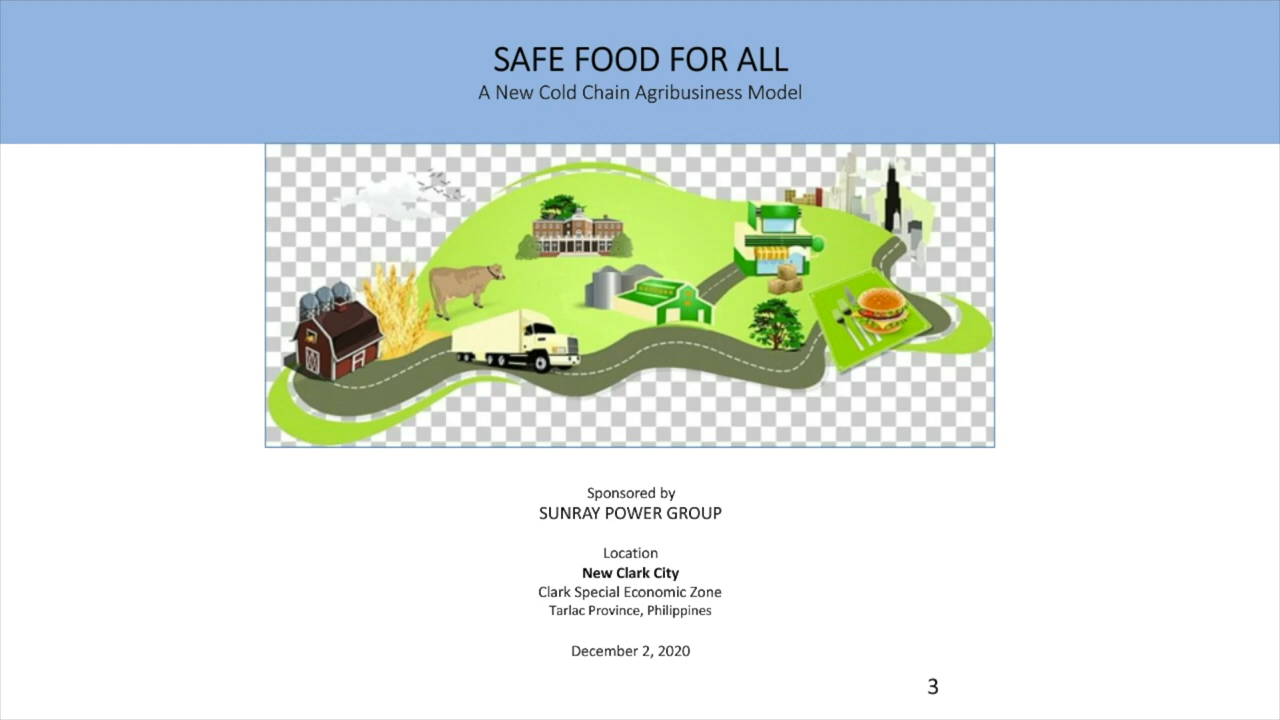 SAFE FOOD FOR ALL
A New Cold Chain Agribusiness Model
Sponsored by
SUNRAY POWER GROUP
Location
New Clark City
Clark Special Economic Zone
Tarlac Province, Philippines
December 2, 2020
3